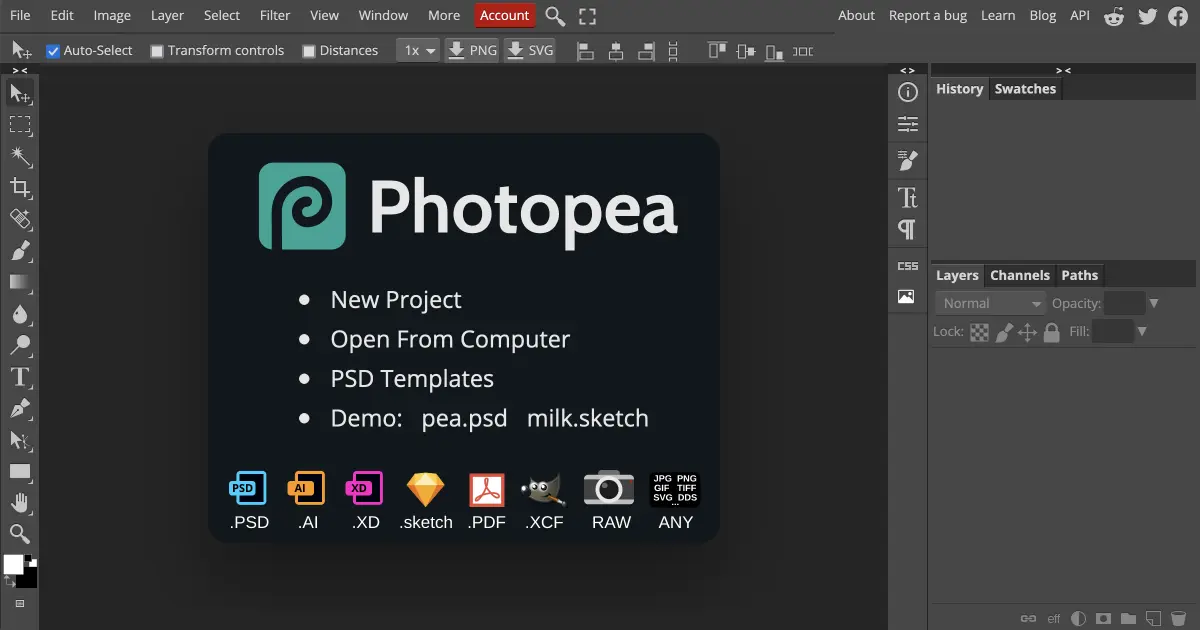 File Edit Image Layer Select Filter View Window More Account About Report a bug Learn Blog API
Auto-Select Transform controls Distances 1x PNG SVG
> < < > > <
History Swatches
Photopea
New Project
Open From Computer
PSD Templates
Demo: pea.psd milk.sketch
PSD AI XD JPG PNG
GIF TIFF
SVG DDS
...
.PSD .AI .XD .sketch .PDF .XCF RAW ANY
T
Tt
¶
CSS
Layers Channels Paths
Normal Opacity:
Lock: Fill:
eff